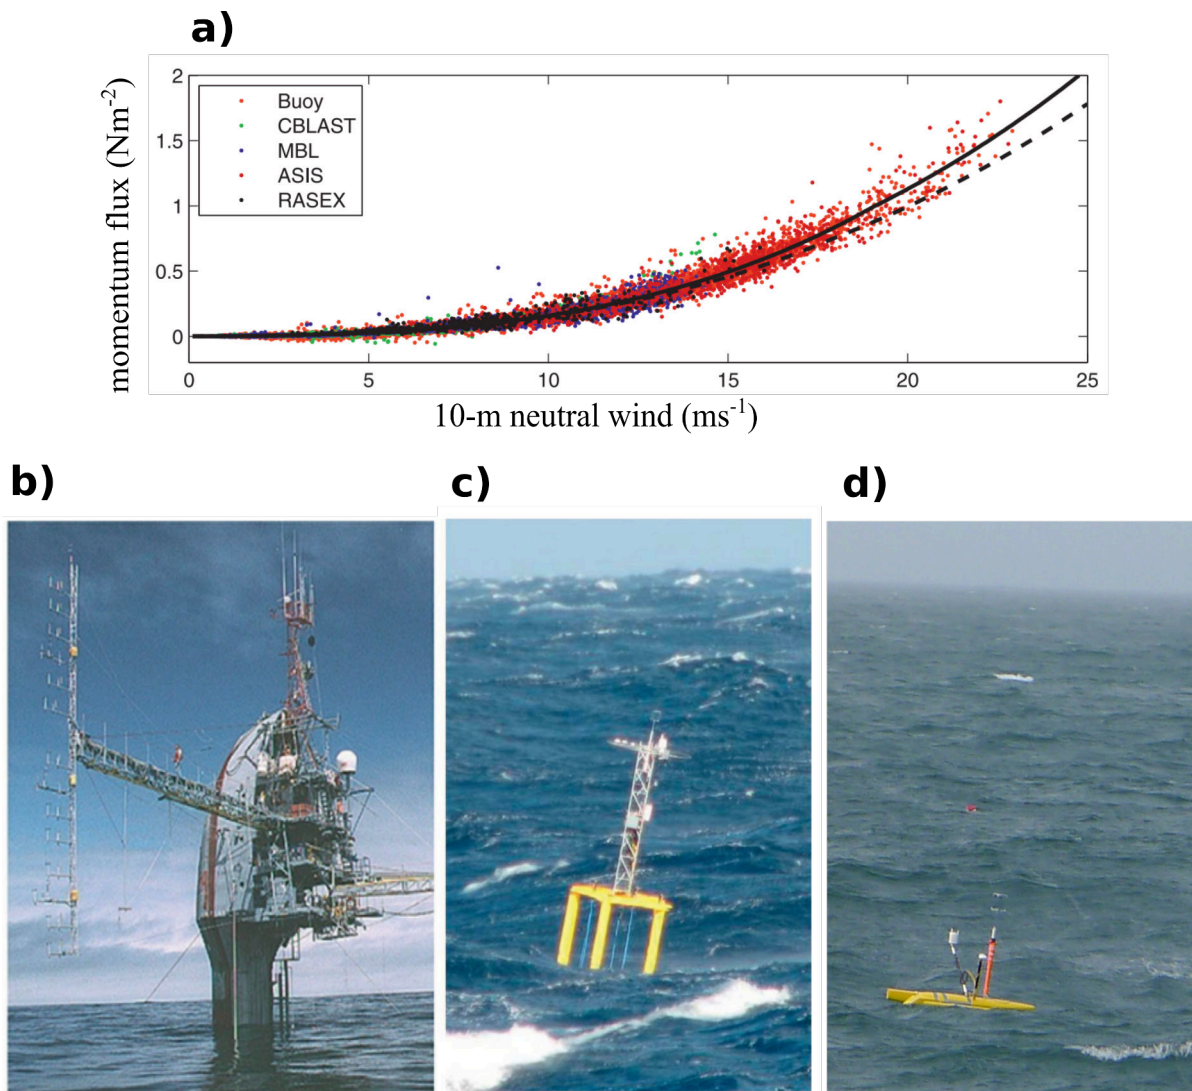 a)
momentum flux (Nm-2)
2
1.5
1
0.5
0
Buoy
CBLAST
MBL
ASIS
RASEX
0 5 10 15 20 25
10-m neutral wind (ms-1)
b) c) d)